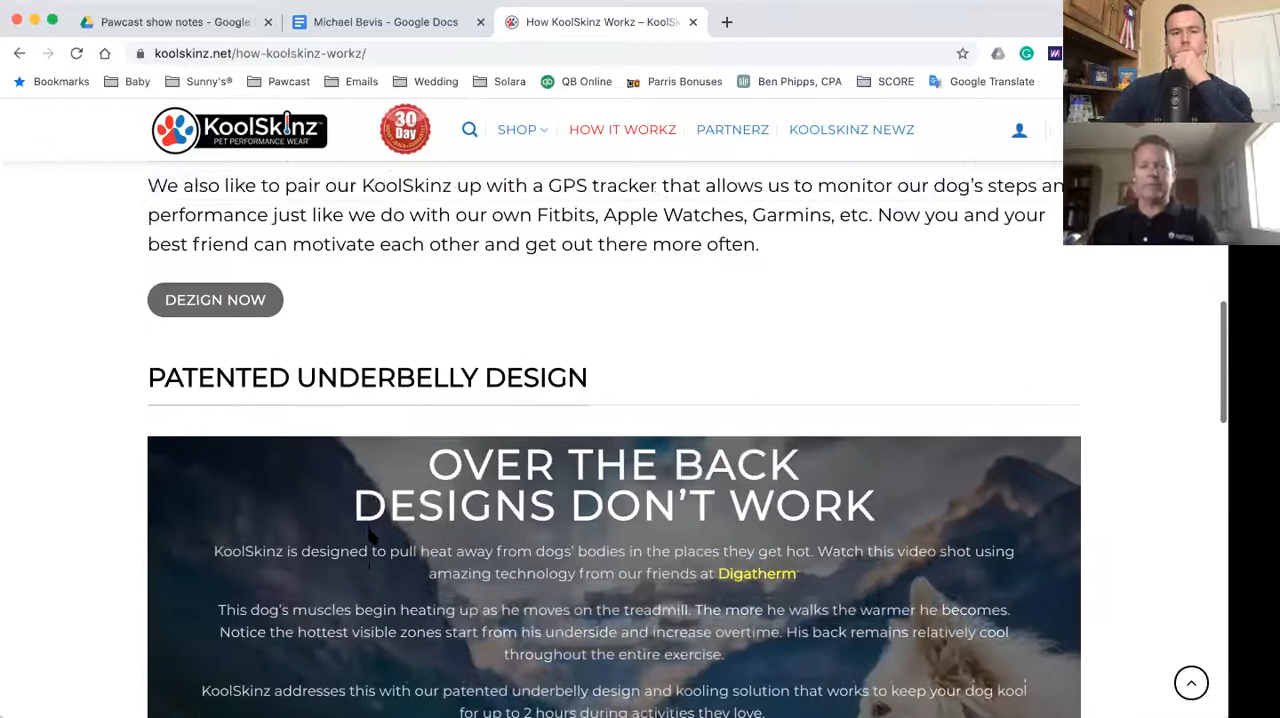 Pawcast show notes - Google
Michael Bevis - Google Docs
How KoolSkinz Workz – KoolSk
koolskinz.net/how-koolskinz-workz/
Bookmarks Baby Sunny's® Pawcast Emails Wedding Solara QB Online Parris Bonuses Ben Phipps, CPA SCORE Google Translate
KoolSkinz
PET PERFORMANCE WEAR
30 Day
SHOP HOW IT WORKZ PARTNERZ KOOLSKINZ NEWZ
We also like to pair our KoolSkinz up with a GPS tracker that allows us to monitor our dog's steps an
performance just like we do with our own Fitbits, Apple Watches, Garmins, etc. Now you and your
best friend can motivate each other and get out there more often.
DEZIGN NOW
PATENTED UNDERBELLY DESIGN
OVER THE BACK
DESIGNS DON'T WORK
KoolSkinz is designed to pull heat away from dogs' bodies in the places they get hot. Watch this video shot using
amazing technology from our friends at Digatherm
This dog's muscles begin heating up as he moves on the treadmill. The more he walks the warmer he becomes.
Notice the hottest visible zones start from his underside and increase overtime. His back remains relatively cool
throughout the entire exercise.
KoolSkinz addresses this with our patented underbelly design and kooling solution that works to keep your dog kool
for up to 2 hours during activities they love.